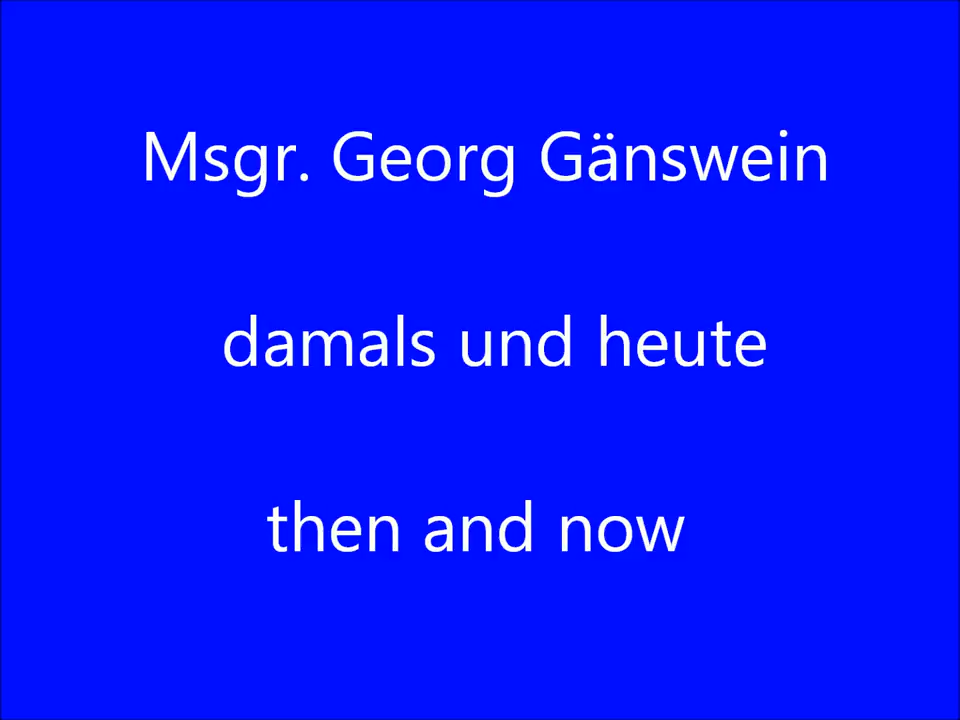 Msgr. Georg Gänswein
damals und heute
then and now